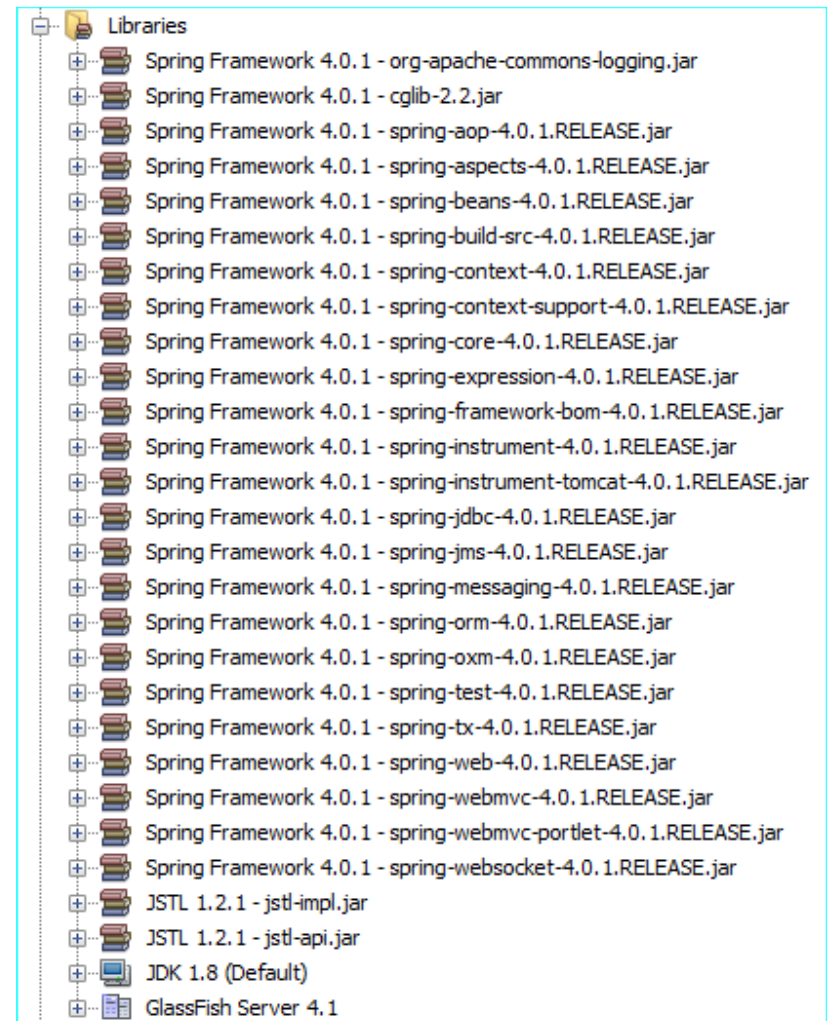 Libraries
Spring Framework 4.0.1 - org-apache-commons-logging.jar
Spring Framework 4.0.1 - cglib-2.2.jar
Spring Framework 4.0.1 - spring-aop-4.0.1.RELEASE.jar
Spring Framework 4.0.1 - spring-aspects-4.0.1.RELEASE.jar
Spring Framework 4.0.1 - spring-beans-4.0.1.RELEASE.jar
Spring Framework 4.0.1 - spring-build-src-4.0.1.RELEASE.jar
Spring Framework 4.0.1 - spring-context-4.0.1.RELEASE.jar
Spring Framework 4.0.1 - spring-context-support-4.0.1.RELEASE.jar
Spring Framework 4.0.1 - spring-core-4.0.1.RELEASE.jar
Spring Framework 4.0.1 - spring-expression-4.0.1.RELEASE.jar
Spring Framework 4.0.1 - spring-framework-bom-4.0.1.RELEASE.jar
Spring Framework 4.0.1 - spring-instrument-4.0.1.RELEASE.jar
Spring Framework 4.0.1 - spring-instrument-tomcat-4.0.1.RELEASE.jar
Spring Framework 4.0.1 - spring-jdbc-4.0.1.RELEASE.jar
Spring Framework 4.0.1 - spring-jms-4.0.1.RELEASE.jar
Spring Framework 4.0.1 - spring-messaging-4.0.1.RELEASE.jar
Spring Framework 4.0.1 - spring-orm-4.0.1.RELEASE.jar
Spring Framework 4.0.1 - spring-oxm-4.0.1.RELEASE.jar
Spring Framework 4.0.1 - spring-test-4.0.1.RELEASE.jar
Spring Framework 4.0.1 - spring-tx-4.0.1.RELEASE.jar
Spring Framework 4.0.1 - spring-web-4.0.1.RELEASE.jar
Spring Framework 4.0.1 - spring-webmvc-4.0.1.RELEASE.jar
Spring Framework 4.0.1 - spring-webmvc-portlet-4.0.1.RELEASE.jar
Spring Framework 4.0.1 - spring-websocket-4.0.1.RELEASE.jar
JSTL 1.2.1 - jstl-impl.jar
JSTL 1.2.1 - jstl-api.jar
JDK 1.8 (Default)
GlassFish Server 4.1